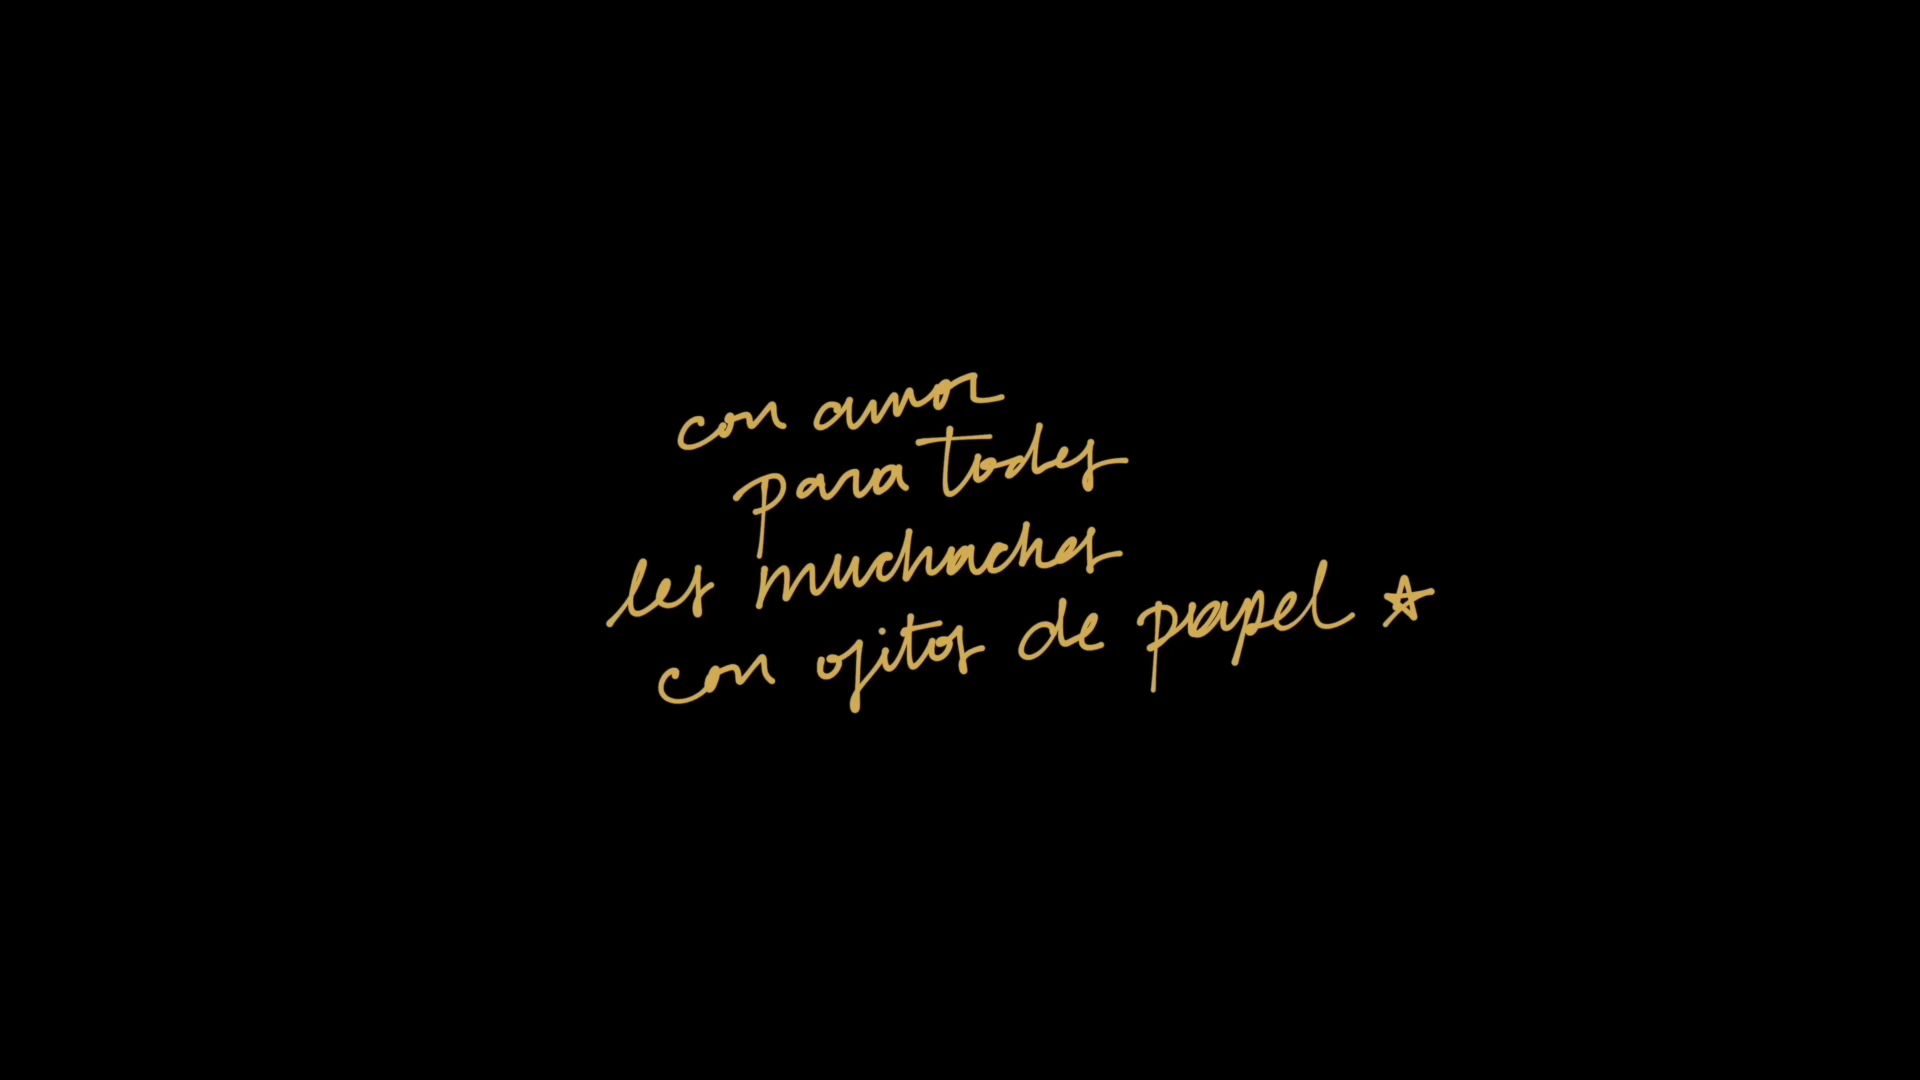 con amor
para todes
les muchaches
con ojitos de papel